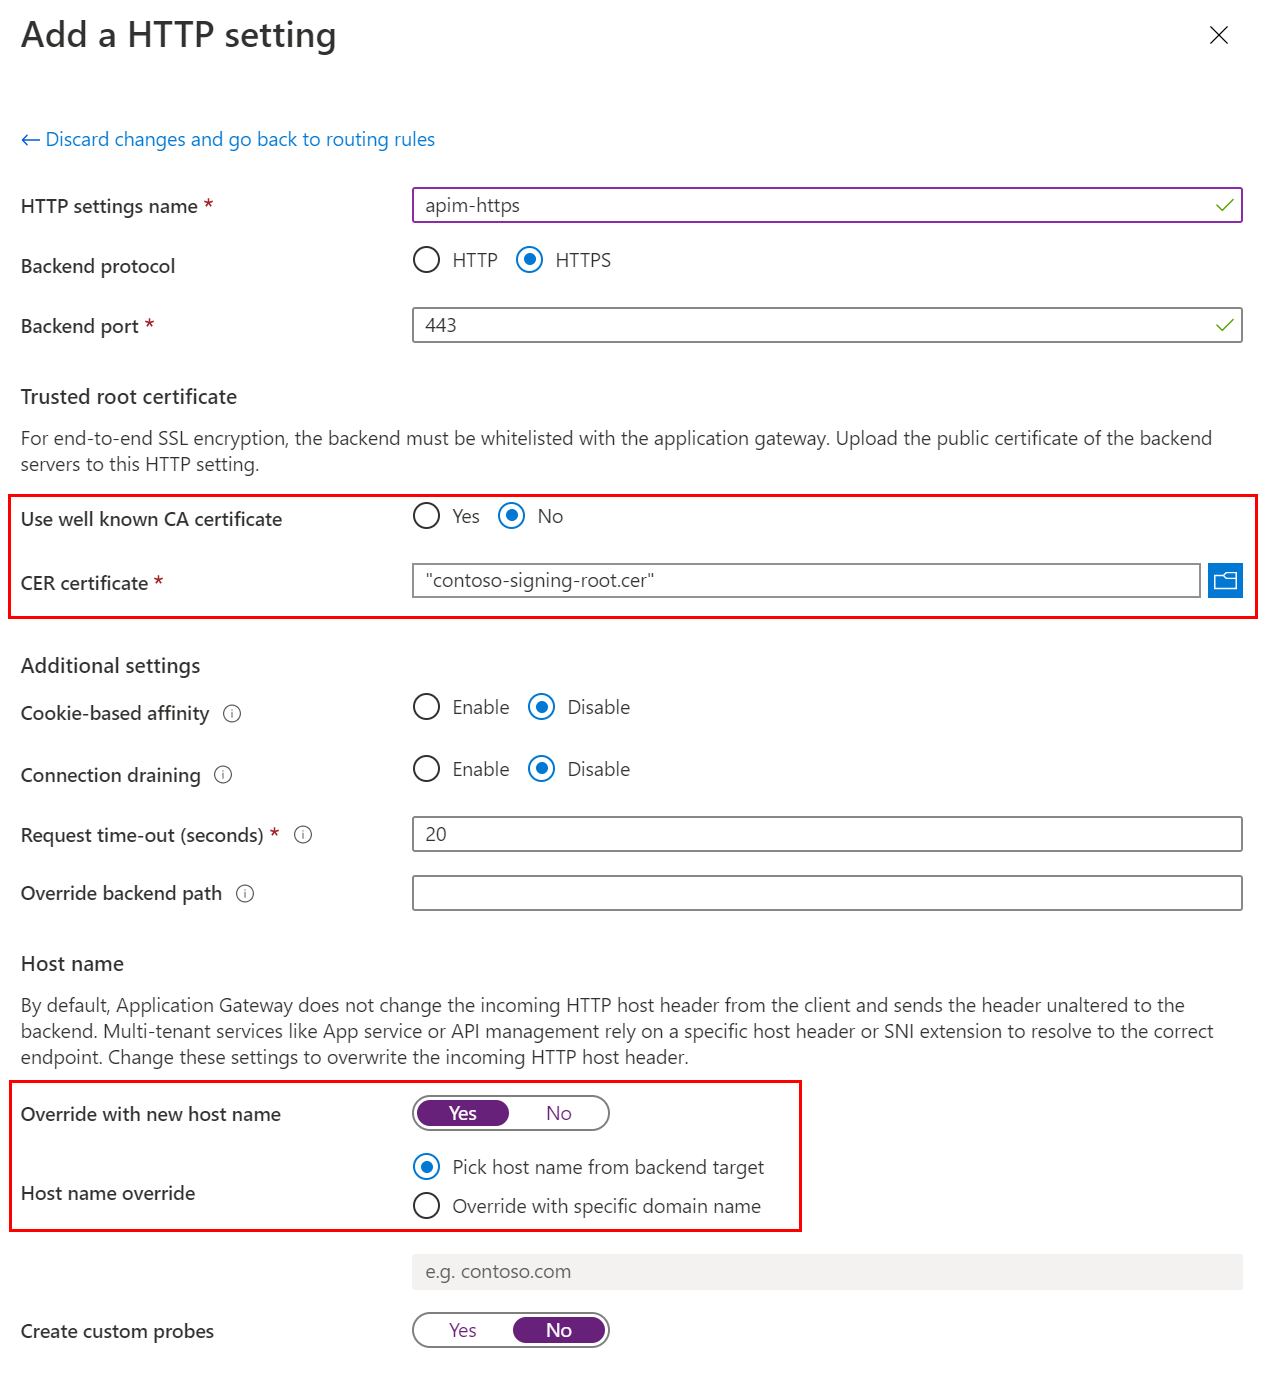 Add a HTTP setting
← Discard changes and go back to routing rules
HTTP settings name *
apim-https
Backend protocol
HTTP HTTPS
Backend port *
443
Trusted root certificate
For end-to-end SSL encryption, the backend must be whitelisted with the application gateway. Upload the public certificate of the backend
servers to this HTTP setting.
Use well known CA certificate
Yes No
CER certificate *
"contoso-signing-root.cer"
Additional settings
Cookie-based affinity
Enable Disable
Connection draining
Enable Disable
Request time-out (seconds) *
20
Override backend path
Host name
By default, Application Gateway does not change the incoming HTTP host header from the client and sends the header unaltered to the
backend. Multi-tenant services like App service or API management rely on a specific host header or SNI extension to resolve to the correct
endpoint. Change these settings to overwrite the incoming HTTP host header.
Override with new host name
Yes No
Host name override
Pick host name from backend target
Override with specific domain name
e.g. contoso.com
Create custom probes
Yes No